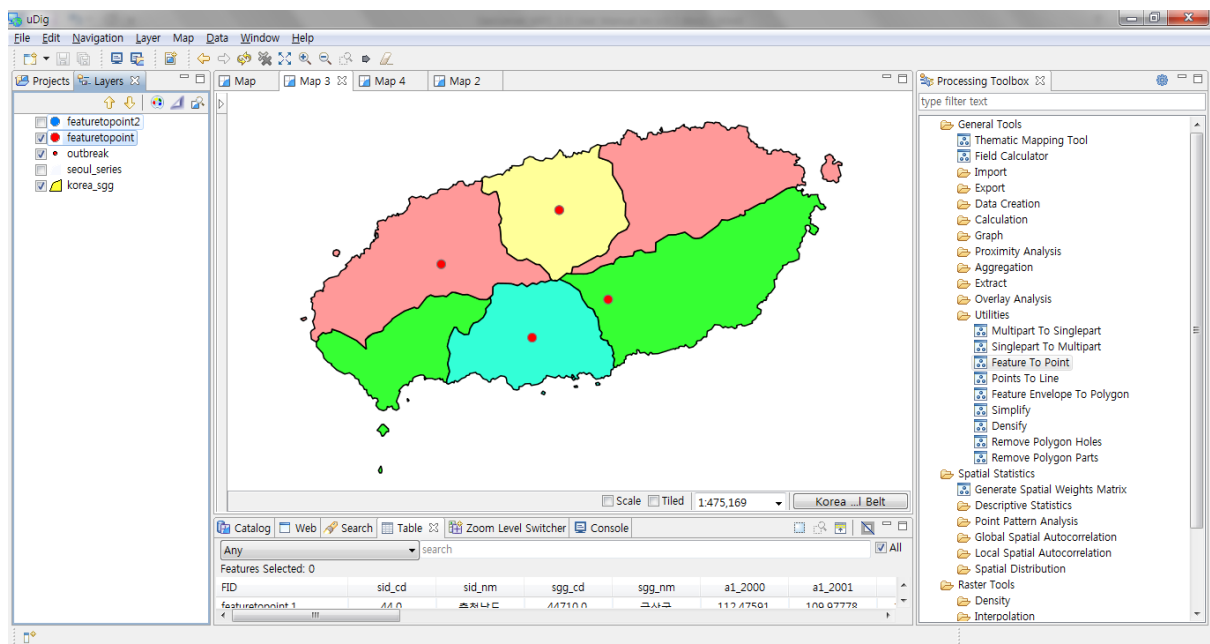 uDig
File Edit Navigation Layer Map Data Window Help
Projects Layers
featuretopoint2
featuretopoint
outbreak
seoul_series
korea_sgg
Map Map 3 Map 4 Map 2
Scale Tiled 1:475,169 Korea ...l Belt
Catalog Web Search Table Zoom Level Switcher Console
Any search All
Features Selected: 0
FID sid_cd sid_nm sgg_cd sgg_nm a1_2000 a1_2001
featuretopoint.1 44.0 충청남도 44710.0 금산군 112.47591 109.97778
Processing Toolbox
type filter text
General Tools
Thematic Mapping Tool
Field Calculator
Import
Export
Data Creation
Calculation
Graph
Proximity Analysis
Aggregation
Extract
Overlay Analysis
Utilities
Multipart To Singlepart
Singlepart To Multipart
Feature To Point
Points To Line
Feature Envelope To Polygon
Simplify
Densify
Remove Polygon Holes
Remove Polygon Parts
Spatial Statistics
Generate Spatial Weights Matrix
Descriptive Statistics
Point Pattern Analysis
Global Spatial Autocorrelation
Local Spatial Autocorrelation
Spatial Distribution
Raster Tools
Density
Interpolation